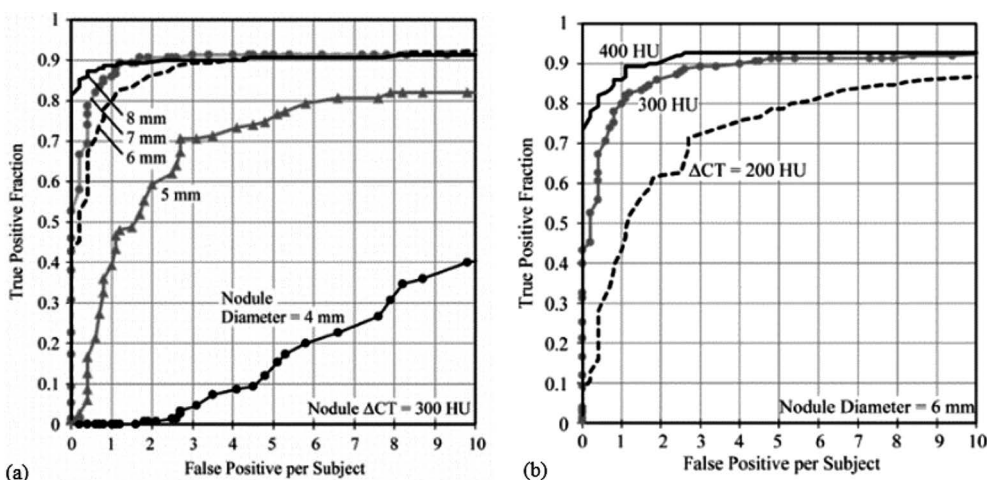 True Positive Fraction
1
0.9
0.8
0.7
0.6
0.5
0.4
0.3
0.2
0.1
0
8 mm
7 mm
6 mm
5 mm
Nodule
Diameter = 4 mm
Nodule ΔCT = 300 HU
0 1 2 3 4 5 6 7 8 9 10
False Positive per Subject
(a)
True Positive Fraction
1
0.9
0.8
0.7
0.6
0.5
0.4
0.3
0.2
0.1
0
400 HU
300 HU
ΔCT = 200 HU
Nodule Diameter = 6 mm
0 1 2 3 4 5 6 7 8 9 10
False Positive per Subject
(b)